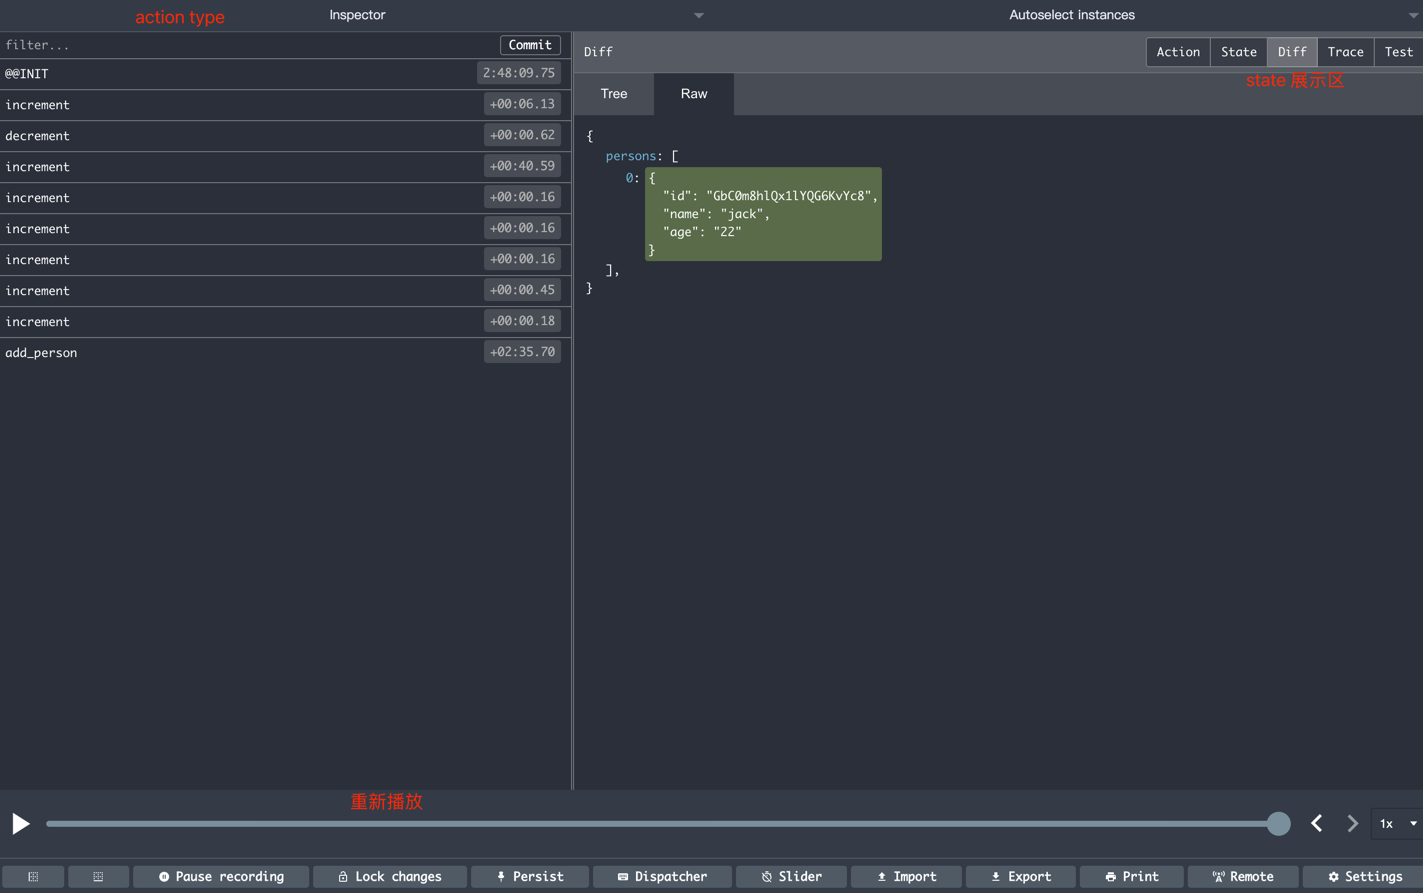 action type
Inspector
Autoselect instances
filter...
Commit
@@INIT 2:48:09.75
increment +00:06.13
decrement +00:00.62
increment +00:40.59
increment +00:00.16
increment +00:00.16
increment +00:00.16
increment +00:00.45
increment +00:00.18
add_person +02:35.70
Diff
Action State Diff Trace Test
state 展示区
Tree Raw
{
persons: [
0: {
"id": "GbC0m8hlQx1lYQG6KvYc8",
"name": "jack",
"age": "22"
}
],
}
重新播放
1x
Pause recording Lock changes Persist Dispatcher Slider Import Export Print Remote Settings